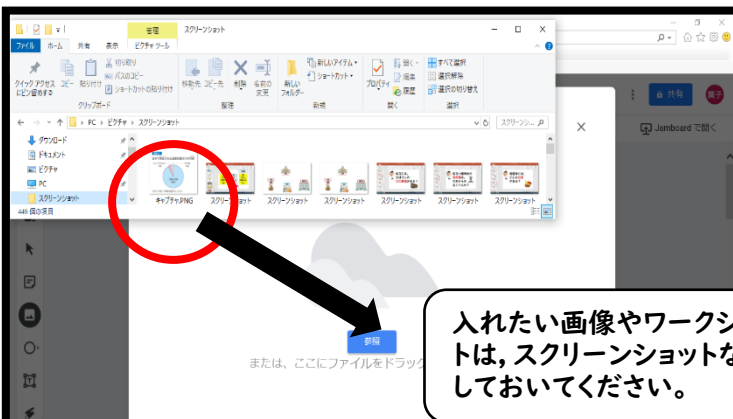 管理 スクリーンショット
ファイル ホーム 共有 表示 ピクチャ ツール
クイック アクセス にピン留めする
コピー 貼り付け
切り取り
パスのコピー
ショートカットの貼り付け
移動先 コピー先 削除 名前の変更
新しいフォルダー
新しいアイテム
ショートカット
プロパティ
開く
編集
履歴
すべて選択
選択解除
選択の切り替え
クリップボード 整理 新規 開く 選択
PC > ピクチャ > スクリーンショット
スクリーンシ...
ダウンロード
ドキュメント
ピクチャ
PC
スクリーンショット
キャプチャ.PNG スクリーンショット スクリーンショット スクリーンショット スクリーンショット スクリーンショット スクリーンショット
449 個の項目
共有
Jamboard で開く
参照
または、ここにファイルをドラッグ
入れたい画像やワークシ
トは，スクリーンショットな
しておいてください。